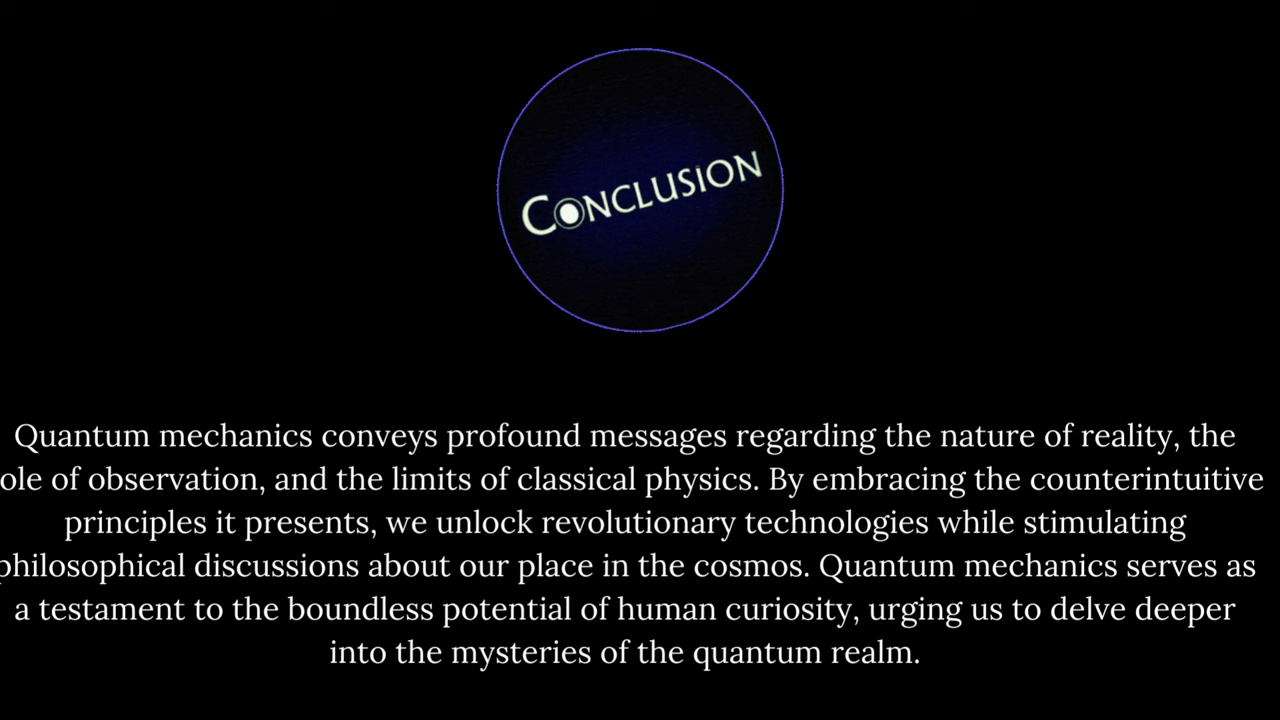 CONCLUSION
Quantum mechanics conveys profound messages regarding the nature of reality, the
ole of observation, and the limits of classical physics. By embracing the counterintuitive
principles it presents, we unlock revolutionary technologies while stimulating
philosophical discussions about our place in the cosmos. Quantum mechanics serves as
a testament to the boundless potential of human curiosity, urging us to delve deeper
into the mysteries of the quantum realm.